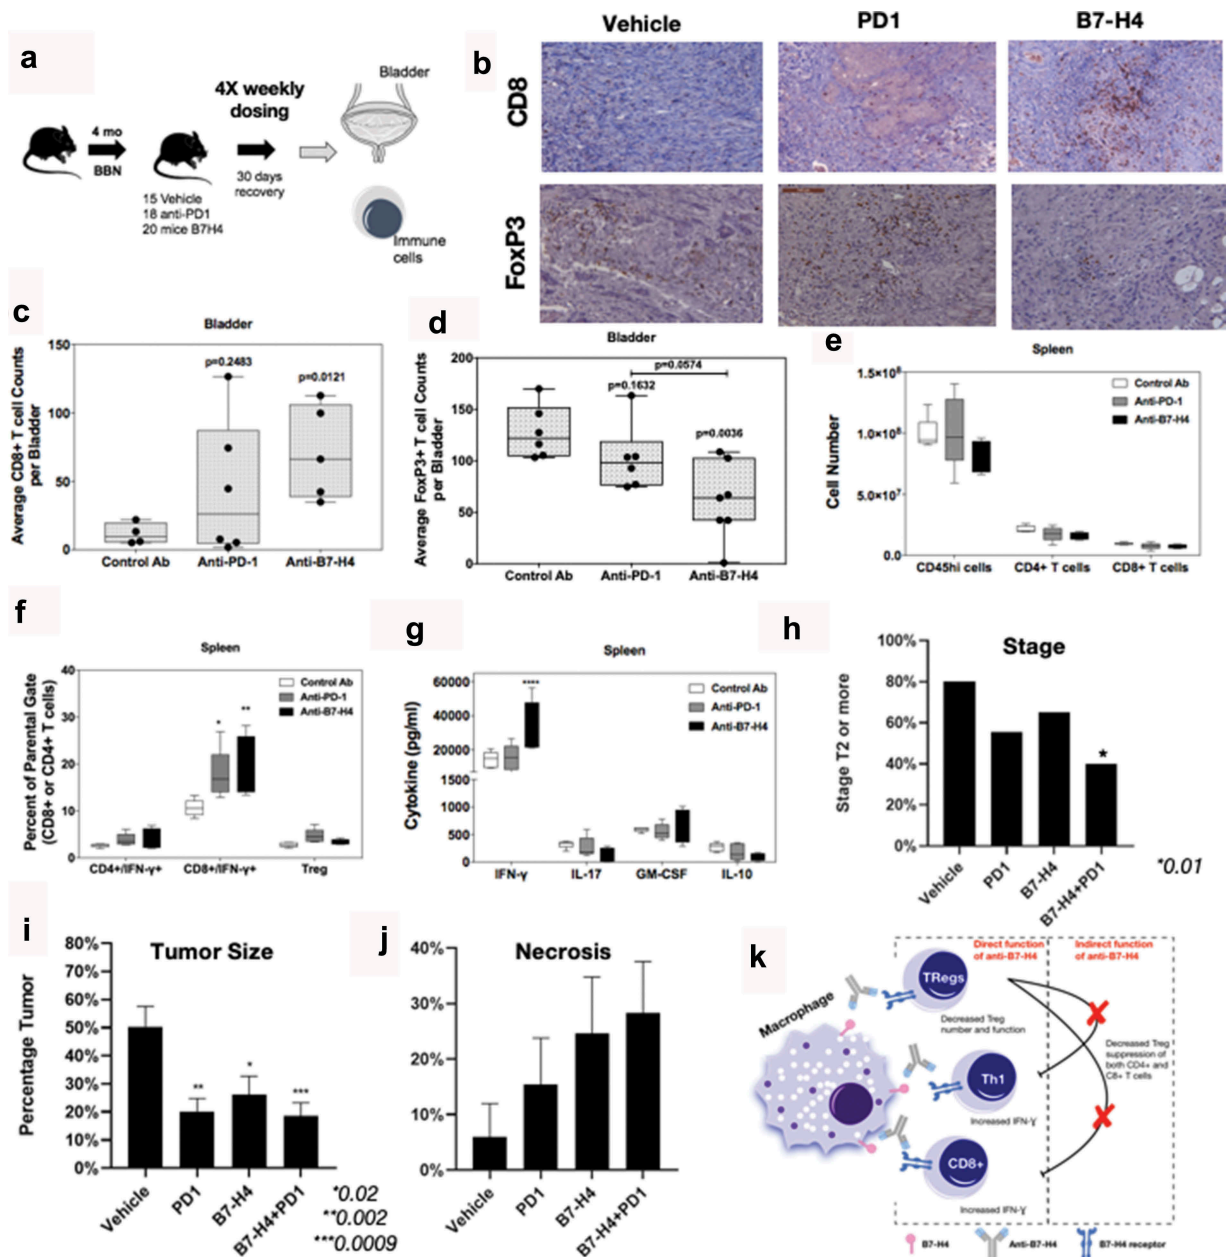 a
4 mo
BBN
15 Vehicle
18 anti-PD1
20 mice B7H4
4X weekly
dosing
30 days
recovery
Bladder
Immune
cells
b
Vehicle
PD1
B7-H4
CD8
FoxP3
c
Bladder
Average CD8+ T cell Counts
per Bladder
150
100
50
0
p=0.2483
p=0.0121
Control Ab
Anti-PD-1
Anti-B7-H4
d
Bladder
Average FoxP3+ T cell Counts
per Bladder
200
150
100
50
0
p=0.0574
p=0.1632
p=0.0036
Control Ab
Anti-PD-1
Anti-B7-H4
e
Spleen
Cell Number
1.5×10⁸
1.0×10⁸
5.0×10⁷
0.0
Control Ab
Anti-PD-1
Anti-B7-H4
CD45hi cells
CD4+ T cells
CD8+ T cells
f
Spleen
Percent of Parental Gate
(CD8+ or CD4+ T cells)
40
30
20
10
0
Control Ab
Anti-PD-1
Anti-B7-H4
*
**
CD4+/IFN-γ+
CD8+/IFN-γ+
Treg
g
Spleen
Cytokine (pg/ml)
60000
40000
20000
1500
1000
500
0
****
Control Ab
Anti-PD-1
Anti-B7-H4
IFN-γ
IL-17
GM-CSF
IL-10
h
Stage
Stage T2 or more
100%
80%
60%
40%
20%
0%
*
Vehicle
PD1
B7-H4
B7-H4+PD1
*0.01
i
Tumor Size
Percentage Tumor
80%
70%
60%
50%
40%
30%
20%
10%
0%
**
*
***
Vehicle
PD1
B7-H4
B7-H4+PD1
*0.02
**0.002
***0.0009
j
Necrosis
40%
30%
20%
10%
0%
Vehicle
PD1
B7-H4
B7-H4+PD1
k
Direct function
of anti-B7-H4
Indirect function
of anti-B7-H4
Macrophage
TRegs
Decreased Treg
number and function
Decreased Treg
suppression of
both CD4+ and
C8+ T cells
Th1
Increased IFN-Ɣ
CD8+
Increased IFN-Ɣ
B7-H4
Anti-B7-H4
B7-H4 receptor